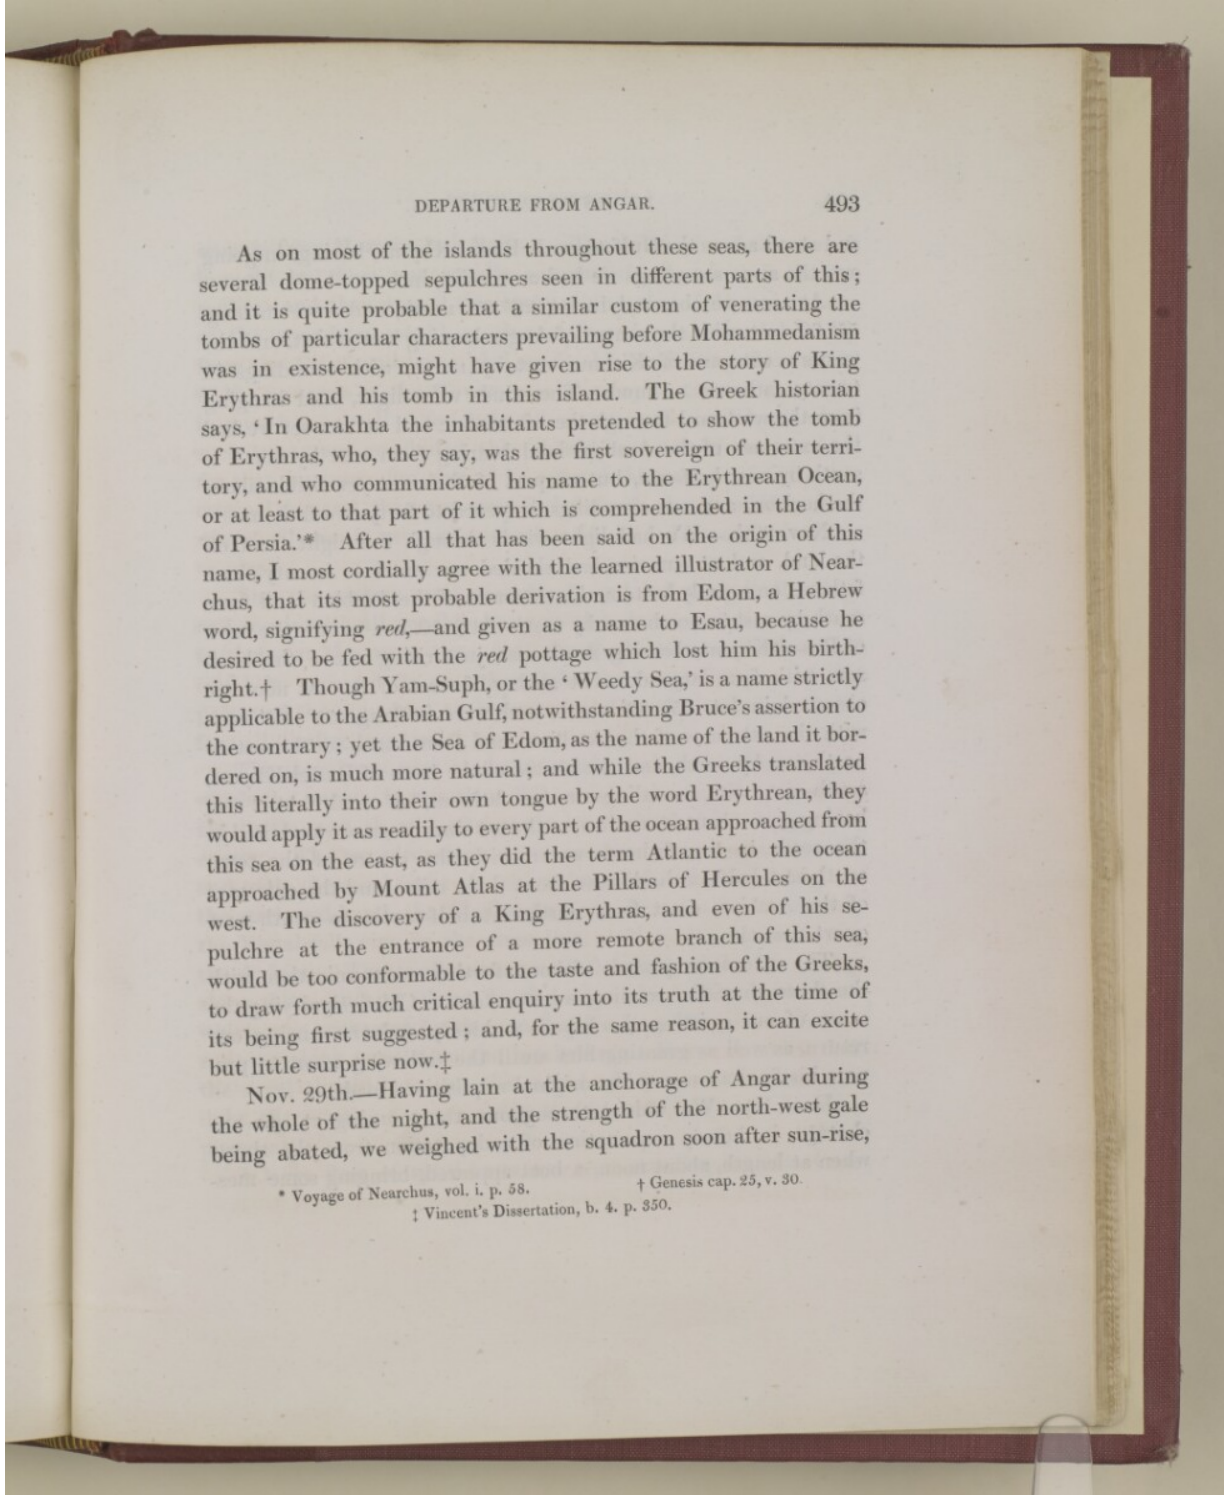 DEPARTURE FROM ANGAR. 493
As on most of the islands throughout these seas, there are
several dome-topped sepulchres seen in different parts of this;
and it is quite probable that a similar custom of venerating the
tombs of particular characters prevailing before Mohammedanism
was in existence, might have given rise to the story of King
Erythras and his tomb in this island. The Greek historian
says, ‘In Oarakhta the inhabitants pretended to show the tomb
of Erythras, who, they say, was the first sovereign of their terri-
tory, and who communicated his name to the Erythrean Ocean,
or at least to that part of it which is comprehended in the Gulf
of Persia.’* After all that has been said on the origin of this
name, I most cordially agree with the learned illustrator of Near-
chus, that its most probable derivation is from Edom, a Hebrew
word, signifying red,—and given as a name to Esau, because he
desired to be fed with the red pottage which lost him his birth-
right.† Though Yam-Suph, or the ‘Weedy Sea,’ is a name strictly
applicable to the Arabian Gulf, notwithstanding Bruce’s assertion to
the contrary; yet the Sea of Edom, as the name of the land it bor-
dered on, is much more natural; and while the Greeks translated
this literally into their own tongue by the word Erythrean, they
would apply it as readily to every part of the ocean approached from
this sea on the east, as they did the term Atlantic to the ocean
approached by Mount Atlas at the Pillars of Hercules on the
west. The discovery of a King Erythras, and even of his se-
pulchre at the entrance of a more remote branch of this sea,
would be too conformable to the taste and fashion of the Greeks,
to draw forth much critical enquiry into its truth at the time of
its being first suggested; and, for the same reason, it can excite
but little surprise now.‡
Nov. 29th.—Having lain at the anchorage of Angar during
the whole of the night, and the strength of the north-west gale
being abated, we weighed with the squadron soon after sun-rise,
* Voyage of Nearchus, vol. i. p. 58. † Genesis cap. 25, v. 30.
‡ Vincent’s Dissertation, b. 4. p. 350.